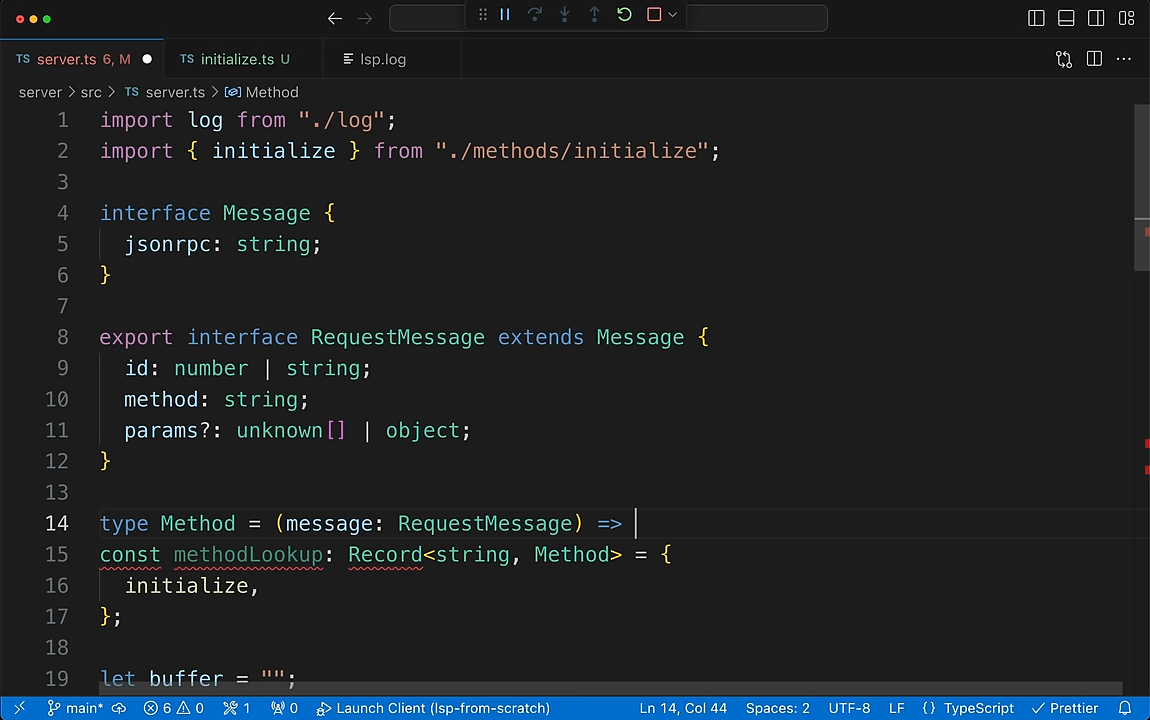 TS server.ts 6, M TS initialize.ts U lsp.log
server > src > TS server.ts > Method
1 import log from "./log";
2 import { initialize } from "./methods/initialize";
3
4 interface Message {
5 jsonrpc: string;
6 }
7
8 export interface RequestMessage extends Message {
9 id: number | string;
10 method: string;
11 params?: unknown[] | object;
12 }
13
14 type Method = (message: RequestMessage) =>
15 const methodLookup: Record<string, Method> = {
16 initialize,
17 };
18
19 let buffer = "";
main* 6 0 1 0 Launch Client (lsp-from-scratch) Ln 14, Col 44 Spaces: 2 UTF-8 LF {} TypeScript Prettier